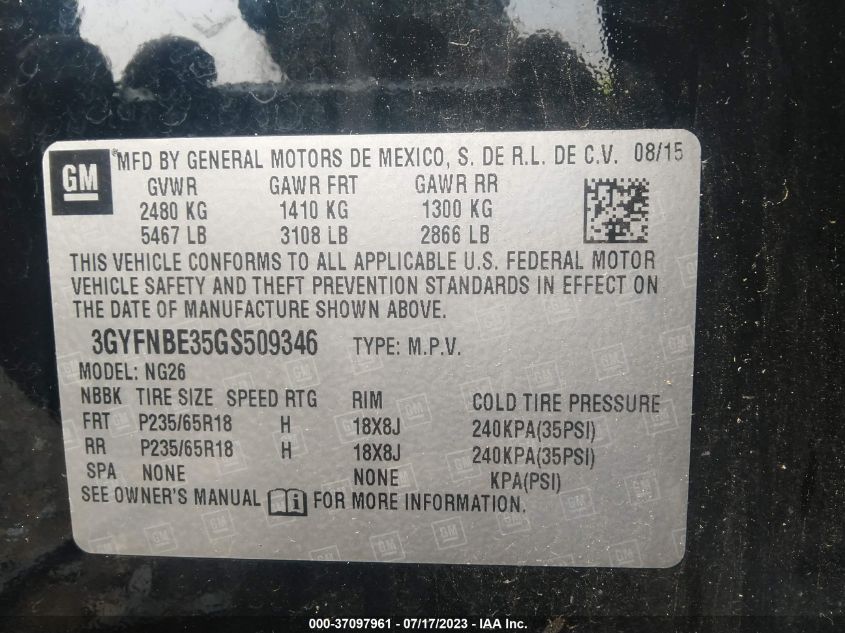 GM ® MFD BY GENERAL MOTORS DE MEXICO, S. DE R.L. DE C.V. 08/15
GVWR GAWR FRT GAWR RR
2480 KG 1410 KG 1300 KG
5467 LB 3108 LB 2866 LB
THIS VEHICLE CONFORMS TO ALL APPLICABLE U.S. FEDERAL MOTOR
VEHICLE SAFETY AND THEFT PREVENTION STANDARDS IN EFFECT ON
THE DATE OF MANUFACTURE SHOWN ABOVE.
3GYFNBE35GS509346 TYPE: M.P.V.
MODEL: NG26
NBBK TIRE SIZE SPEED RTG RIM COLD TIRE PRESSURE
FRT P235/65R18 H 18X8J 240KPA(35PSI)
RR P235/65R18 H 18X8J 240KPA(35PSI)
SPA NONE NONE KPA(PSI)
SEE OWNER'S MANUAL i FOR MORE INFORMATION.
000-37097961 - 07/17/2023 - © IAA Inc.